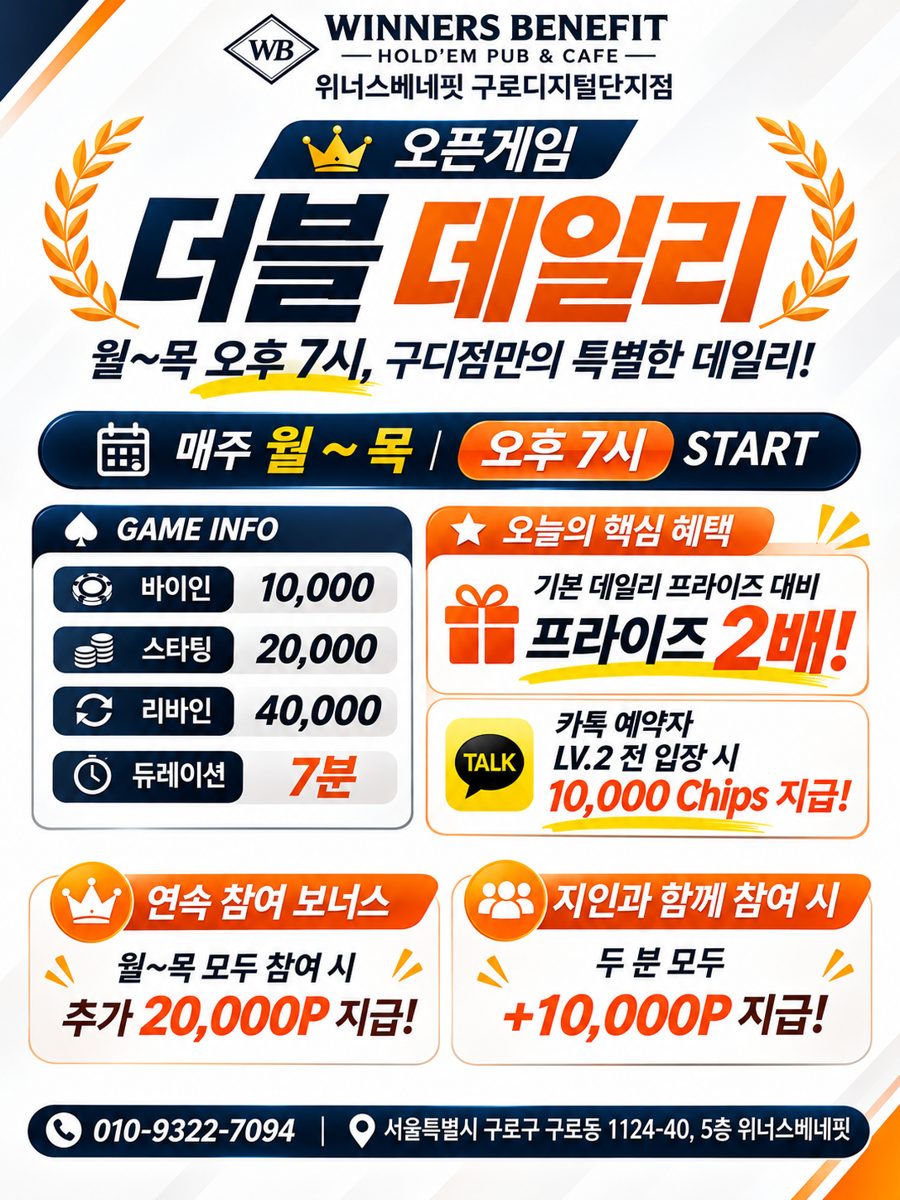 WB
WINNERS BENEFIT
HOLD'EM PUB & CAFE
위너스베네핏 구로디지털단지점
오픈게임
더블 데일리
월~목 오후 7시, 구디점만의 특별한 데일리!
매주 월 ~ 목 | 오후 7시 START
GAME INFO
바이인 10,000
스타팅 20,000
리바인 40,000
듀레이션 7분
오늘의 핵심 혜택
기본 데일리 프라이즈 대비
프라이즈 2배!
TALK
카톡 예약자
LV.2 전 입장 시
10,000 Chips 지급!
연속 참여 보너스
월~목 모두 참여 시
추가 20,000P 지급!
지인과 함께 참여 시
두 분 모두
+10,000P 지급!
010-9322-7094 | 서울특별시 구로구 구로동 1124-40, 5층 위너스베네핏